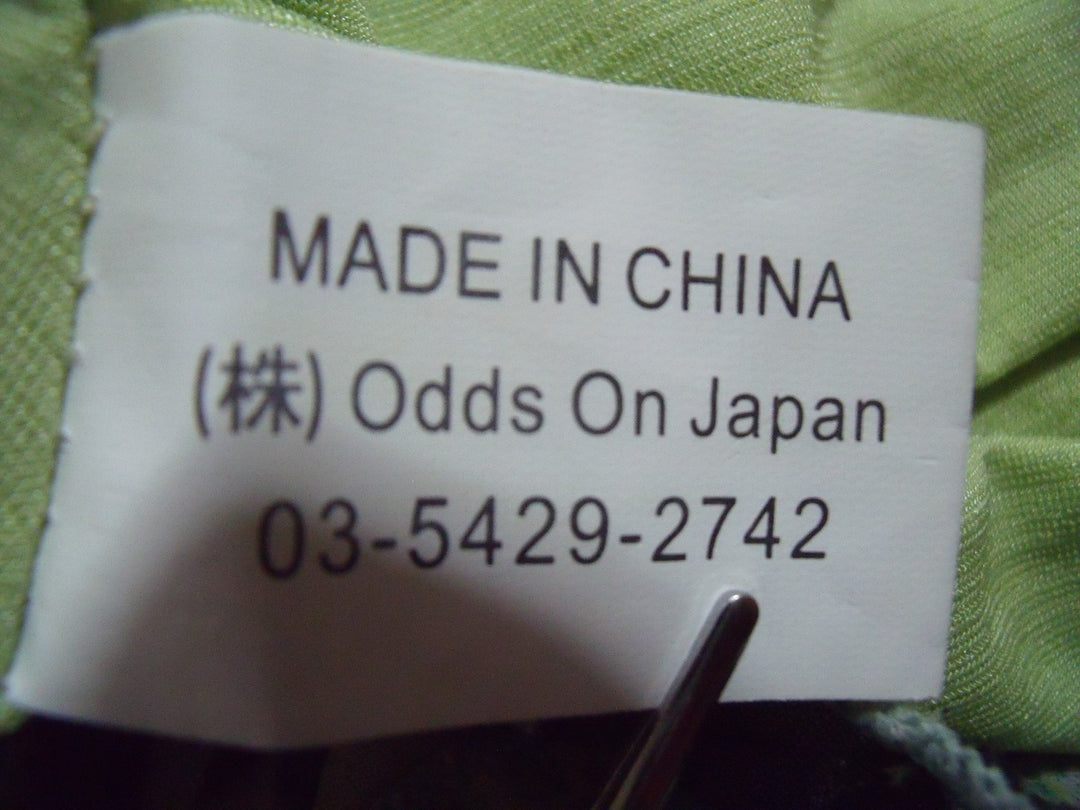 MADE IN CHINA
(株) Odds On Japan
03-5429-2742